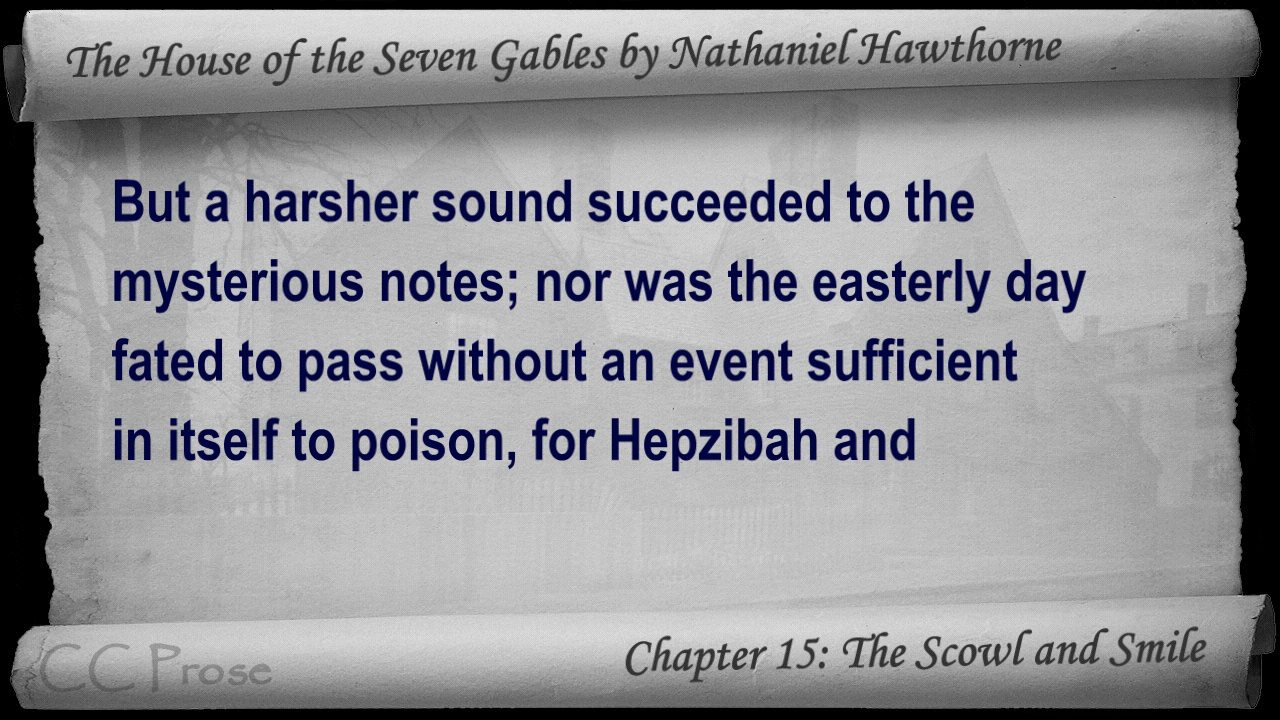 The House of the Seven Gables by Nathaniel Hawthorne
But a harsher sound succeeded to the
mysterious notes; nor was the easterly day
fated to pass without an event sufficient
in itself to poison, for Hepzibah and
CC Prose
Chapter 15: The Scowl and Smile